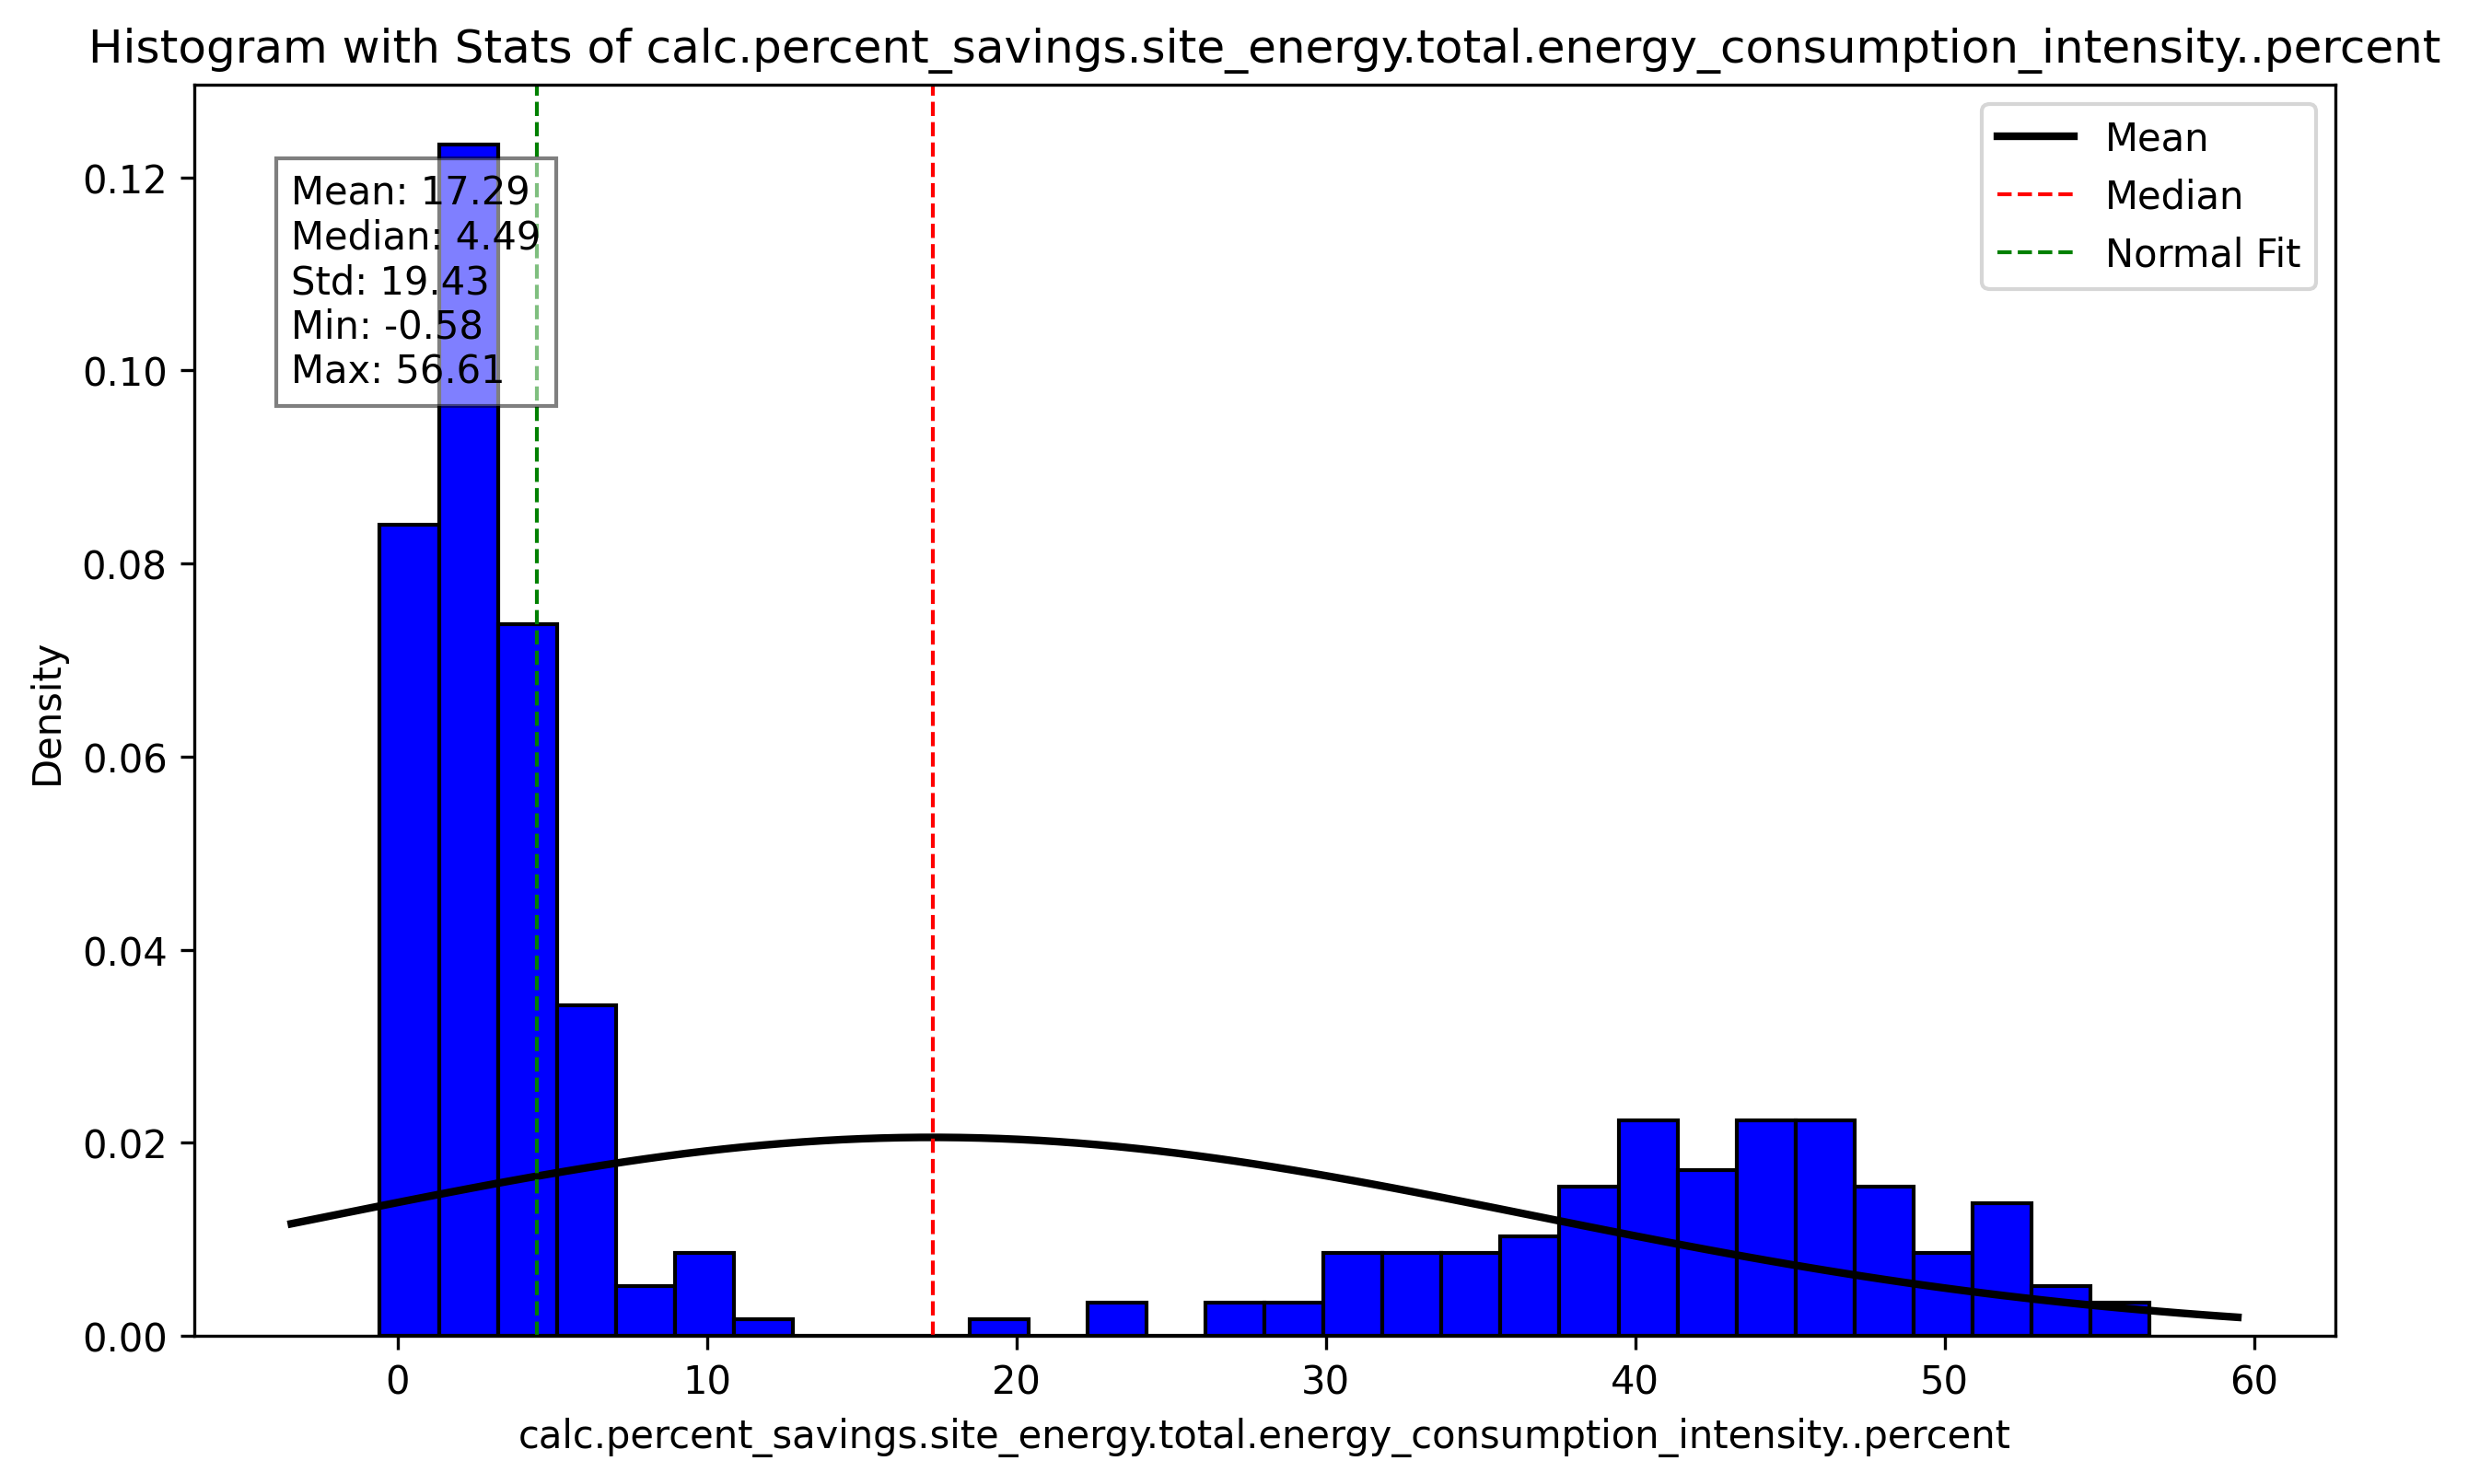 Histogram with Stats of calc.percent_savings.site_energy.total.energy_consumption_intensity..percent
Mean
Median
Normal Fit
Mean: 17.29
Median: 4.49
Std: 19.43
Min: -0.58
Max: 56.61
Density
0.12
0.10
0.08
0.06
0.04
0.02
0.00
0 10 20 30 40 50 60
calc.percent_savings.site_energy.total.energy_consumption_intensity..percent